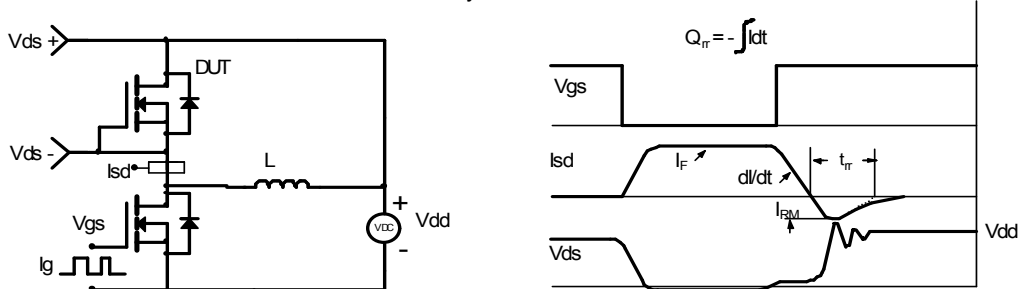 Vds +
DUT
Vds -
Isd
L
Vgs
Ig
VDC
+
-
Vdd
Qrr = - ∫Idt
Vgs
Isd
IF
dI/dt
trr
IRM
Vdd
Vds